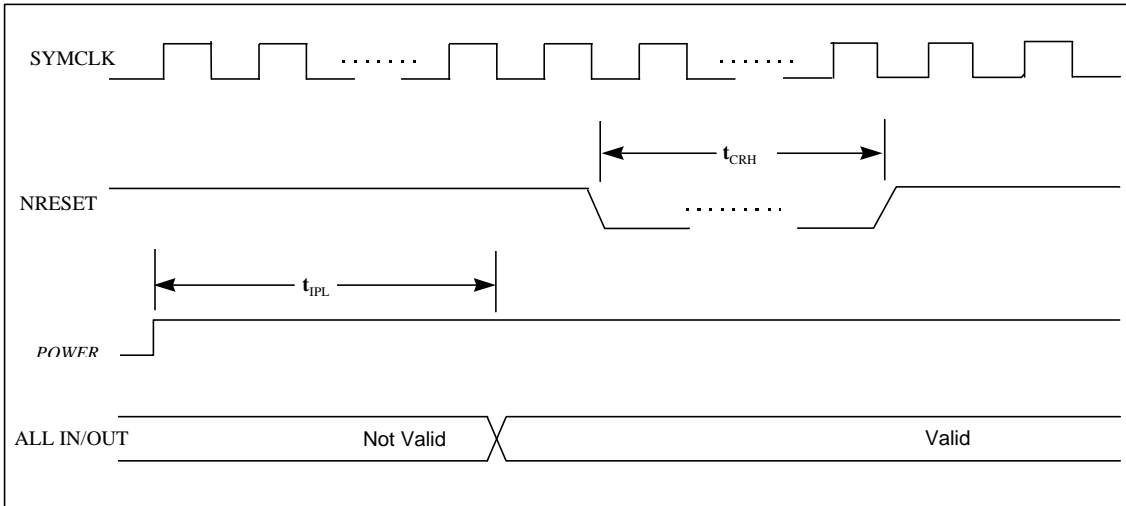 SYMCLK
tCRH
NRESET
tIPL
POWER
ALL IN/OUT
Not Valid
Valid